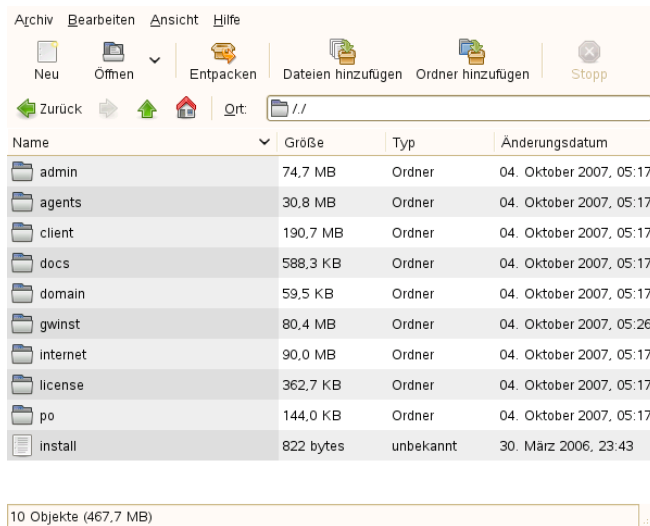 Archiv Bearbeiten Ansicht Hilfe
Neu Öffnen Entpacken Dateien hinzufügen Ordner hinzufügen Stopp
Zurück Ort: /./
Name Größe Typ Änderungsdatum
admin 74,7 MB Ordner 04. Oktober 2007, 05:17
agents 30,8 MB Ordner 04. Oktober 2007, 05:17
client 190,7 MB Ordner 04. Oktober 2007, 05:17
docs 588,3 KB Ordner 04. Oktober 2007, 05:17
domain 59,5 KB Ordner 04. Oktober 2007, 05:17
gwinst 80,4 MB Ordner 04. Oktober 2007, 05:26
internet 90,0 MB Ordner 04. Oktober 2007, 05:17
license 362,7 KB Ordner 04. Oktober 2007, 05:17
po 144,0 KB Ordner 04. Oktober 2007, 05:17
install 822 bytes unbekannt 30. März 2006, 23:43
10 Objekte (467,7 MB)